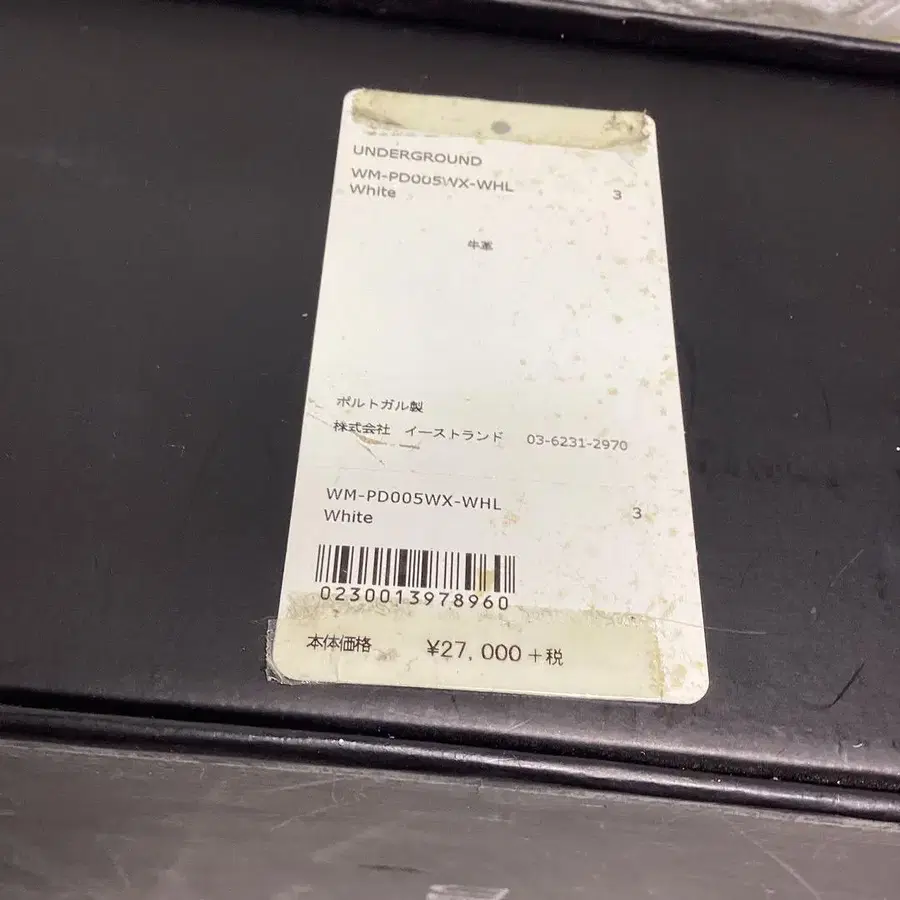 UNDERGROUND
WM-PD005WX-WHL
White 3
牛革
ポルトガル製
株式会社 イーストランド 03-6231-2970
WM-PD005WX-WHL
White 3
0230013978960
本体価格 ¥27,000+税